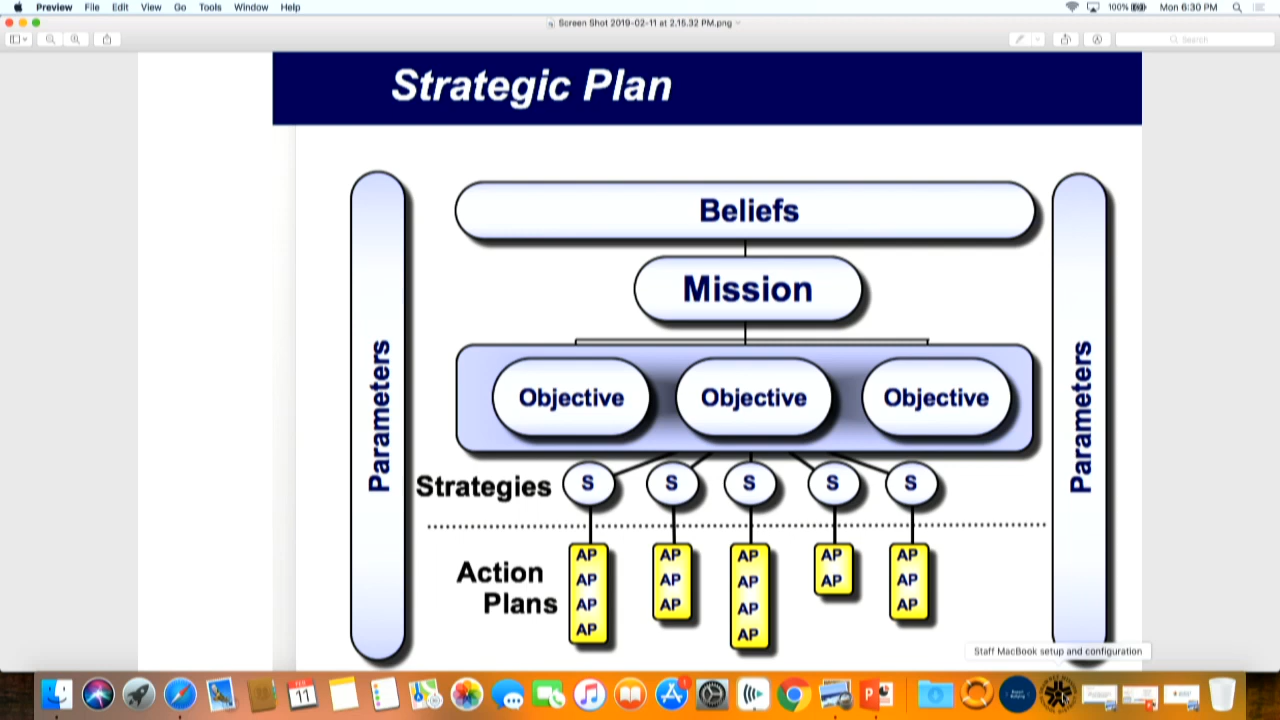 Preview File Edit View Go Tools Window Help 100% Mon 6:30 PM
Screen Shot 2019-02-11 at 2.15.32 PM.png
Search
Strategic Plan
Beliefs
Mission
Objective Objective Objective
Parameters
Parameters
Strategies S S S S S
Action
Plans
AP AP AP AP AP
AP AP AP AP AP
AP AP AP AP
AP AP
Staff MacBook setup and configuration
FEB
11
1